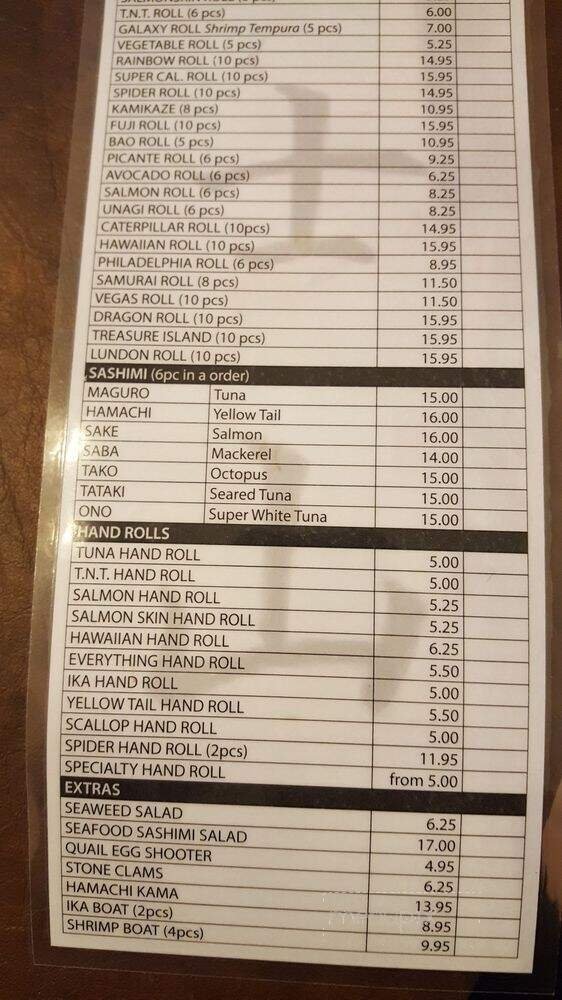 T.N.T. ROLL (6 pcs) 6.00
GALAXY ROLL Shrimp Tempura (5 pcs) 7.00
VEGETABLE ROLL (5 pcs) 5.25
RAINBOW ROLL (10 pcs) 14.95
SUPER CAL. ROLL (10 pcs) 15.95
SPIDER ROLL (10 pcs) 14.95
KAMIKAZE (8 pcs) 10.95
FUJI ROLL (10 pcs) 15.95
BAO ROLL (5 pcs) 10.95
PICANTE ROLL (6 pcs) 9.25
AVOCADO ROLL (6 pcs) 6.25
SALMON ROLL (6 pcs) 8.25
UNAGI ROLL (6 pcs) 8.25
CATERPILLAR ROLL (10pcs) 14.95
HAWAIIAN ROLL (10 pcs) 15.95
PHILADELPHIA ROLL (6 pcs) 8.95
SAMURAI ROLL (8 pcs) 11.50
VEGAS ROLL (10 pcs) 11.50
DRAGON ROLL (10 pcs) 15.95
TREASURE ISLAND (10 pcs) 15.95
LUNDON ROLL (10 pcs) 15.95
SASHIMI (6pc in a order)
MAGURO Tuna 15.00
HAMACHI Yellow Tail 16.00
SAKE Salmon 16.00
SABA Mackerel 14.00
TAKO Octopus 15.00
TATAKI Seared Tuna 15.00
ONO Super White Tuna 15.00
HAND ROLLS
TUNA HAND ROLL 5.00
T.N.T. HAND ROLL 5.00
SALMON HAND ROLL 5.25
SALMON SKIN HAND ROLL 5.25
HAWAIIAN HAND ROLL 6.25
EVERYTHING HAND ROLL 5.50
IKA HAND ROLL 5.00
YELLOW TAIL HAND ROLL 5.50
SCALLOP HAND ROLL 5.00
SPIDER HAND ROLL (2pcs) 11.95
SPECIALTY HAND ROLL from 5.00
EXTRAS
SEAWEED SALAD 6.25
SEAFOOD SASHIMI SALAD 17.00
QUAIL EGG SHOOTER 4.95
STONE CLAMS 6.25
HAMACHI KAMA 13.95
IKA BOAT (2pcs) 8.95
SHRIMP BOAT (4pcs) 9.95